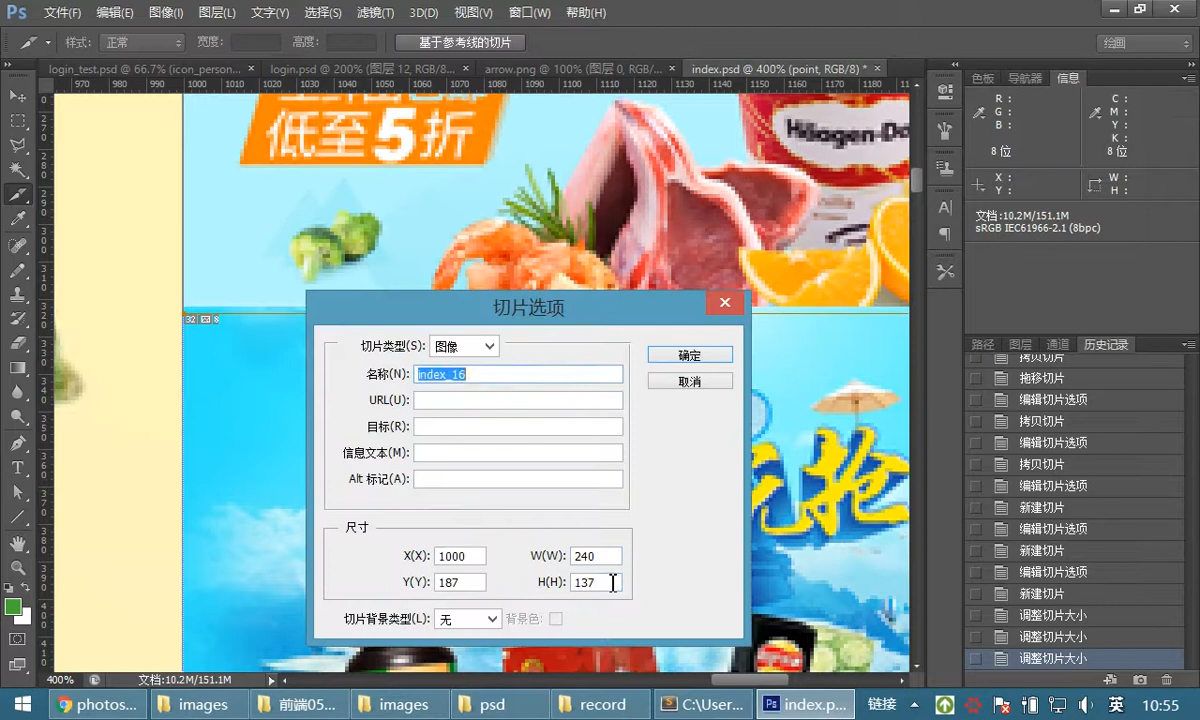 Ps 文件(F) 编辑(E) 图像(I) 图层(L) 文字(Y) 选择(S) 滤镜(T) 3D(D) 视图(V) 窗口(W) 帮助(H)
样式: 正常 宽度: 高度: 基于参考线的切片 绘画
login_test.psd @ 66.7% (icon_person... × login.psd @ 200% (图层 12, RGB/8... × arrow.png @ 100% (图层 0, RGB/... × index.psd @ 400% (point, RGB/8) * ×
970 980 990 1000 1010 1020 1030 1040 1050 1060 1070 1080 1090 1100 1110 1120 1130 1140 1150 1160 1170 1180 1190
色板 导航器 信息
R: C:
G: M:
B: Y:
K:
8 位 8 位
X: W:
Y: H:
文档:10.2M/151.1M
sRGB IEC61966-2.1 (8bpc)
低至5折
Häagen-Da
32
切片选项
切片类型(S): 图像
名称(N): index_16
URL(U):
目标(R):
信息文本(M):
Alt 标记(A):
确定
取消
尺寸
X(X): 1000 W(W): 240
Y(Y): 187 H(H): 137
切片背景类型(L): 无 背景色:
疯抢
路径 图层 通道 历史记录
拷贝切片
拖移切片
编辑切片选项
拷贝切片
编辑切片选项
拷贝切片
编辑切片选项
新建切片
编辑切片选项
新建切片
编辑切片选项
新建切片
调整切片大小
调整切片大小
调整切片大小
400% 文档:10.2M/151.1M
photos... images 前端05... images psd record C:\User... index.p... 链接 英 10:55